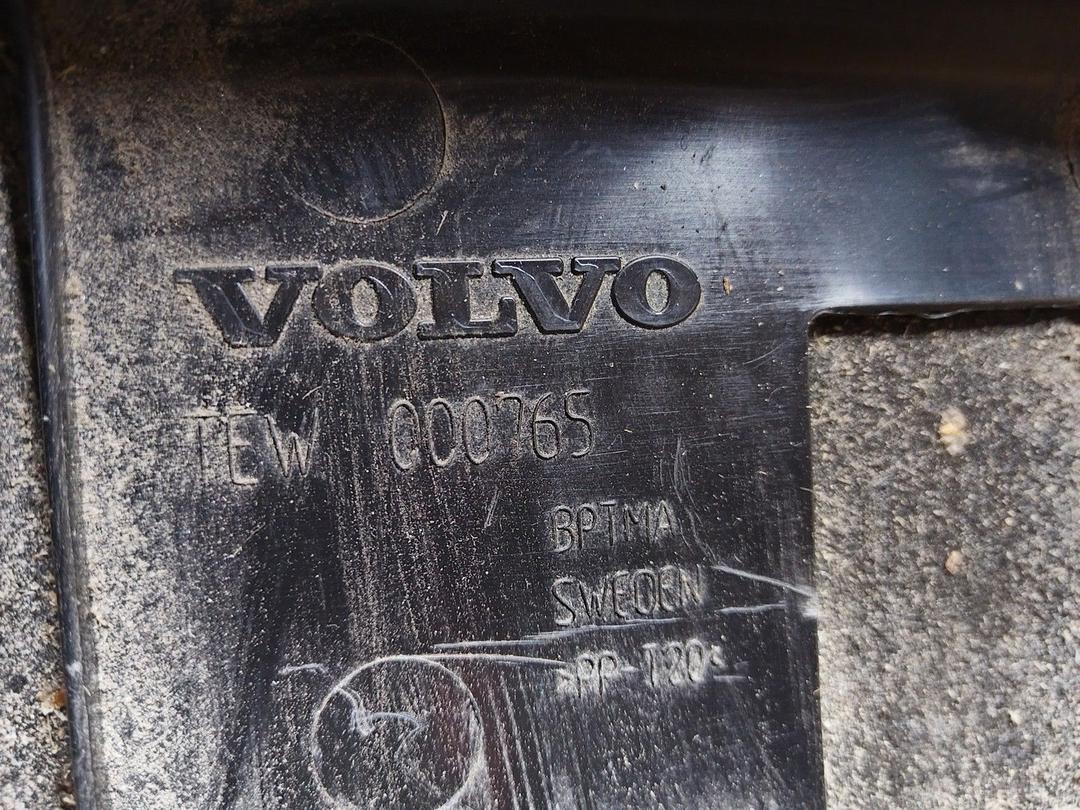 VOLVO
TEW 000765
BPTMA
SWEDEN
>PP-T20<